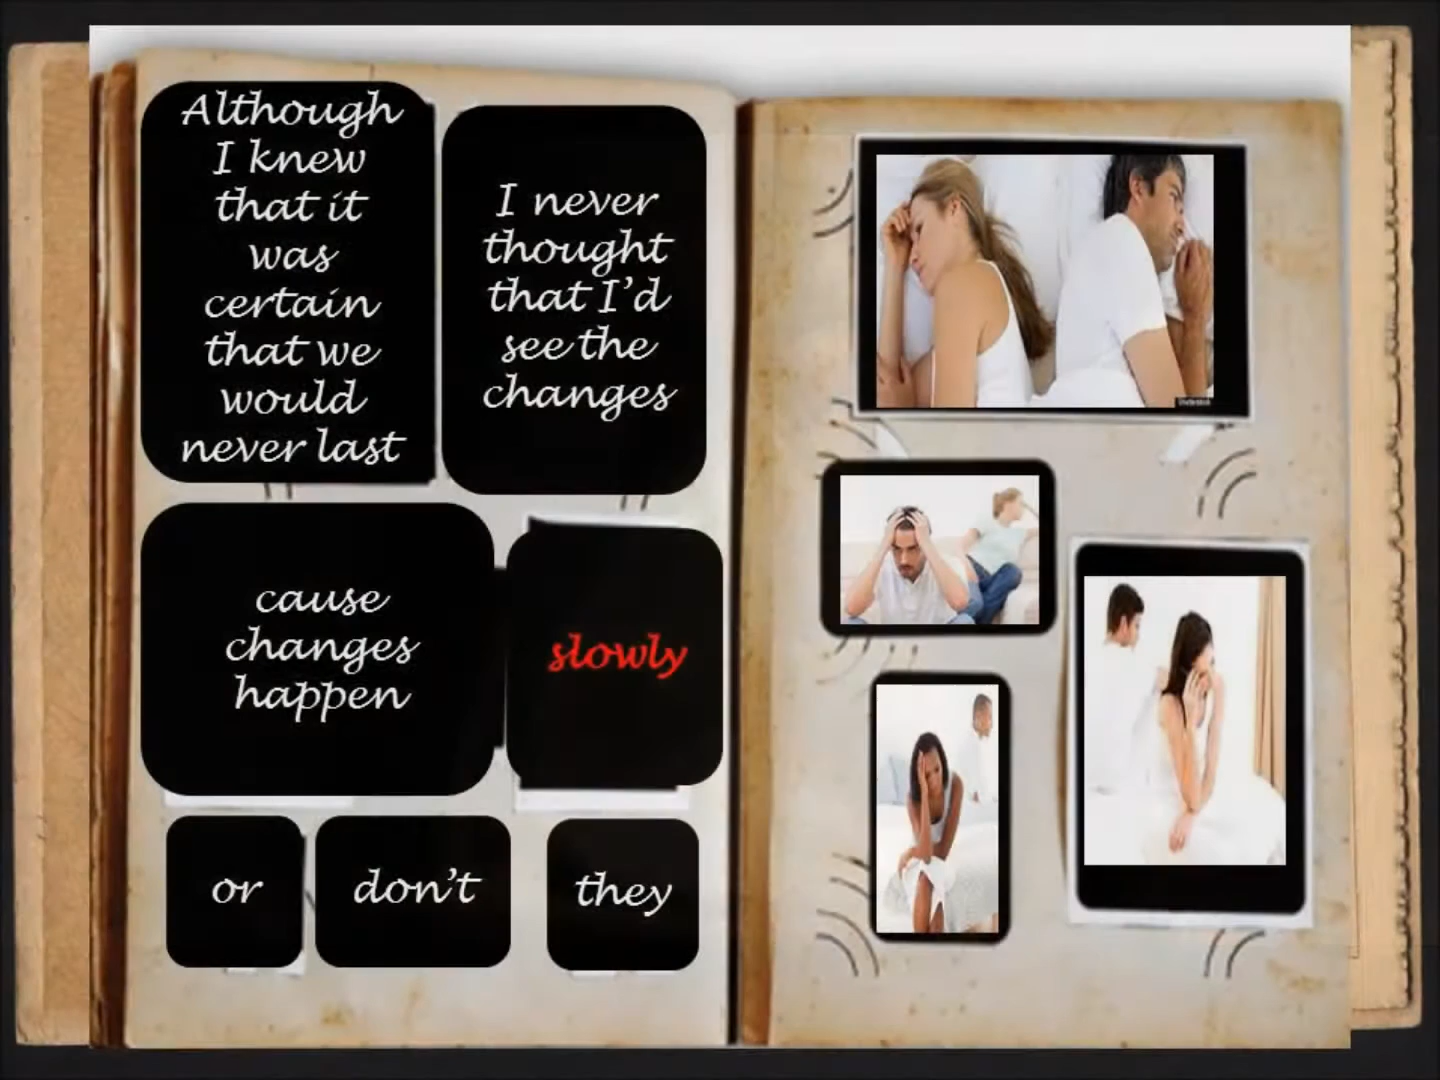 Although
I knew
that it
was
certain
that we
would
never last
I never
thought
that I'd
see the
changes
cause
changes
happen
slowly
or
don't
they